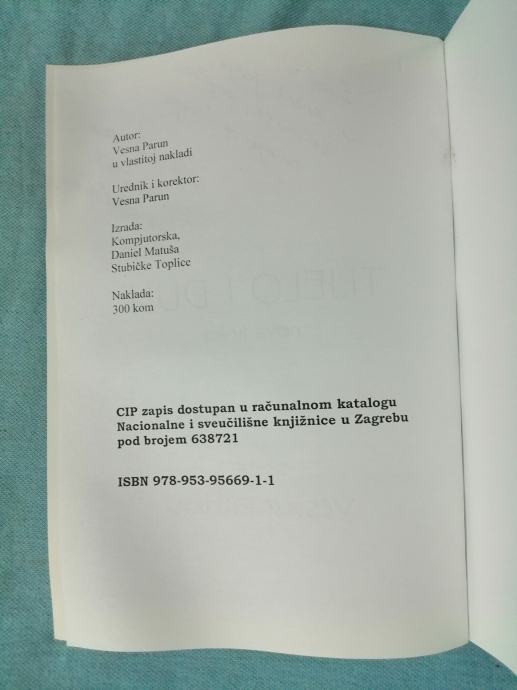 Autor:
Vesna Parun
u vlastitoj nakladi
Urednik i korektor:
Vesna Parun
Izrada:
Kompjutorska,
Daniel Matuša
Stubičke Toplice
Naklada:
300 kom
CIP zapis dostupan u računalnom katalogu
Nacionalne i sveučilišne knjižnice u Zagrebu
pod brojem 638721
ISBN 978-953-95669-1-1